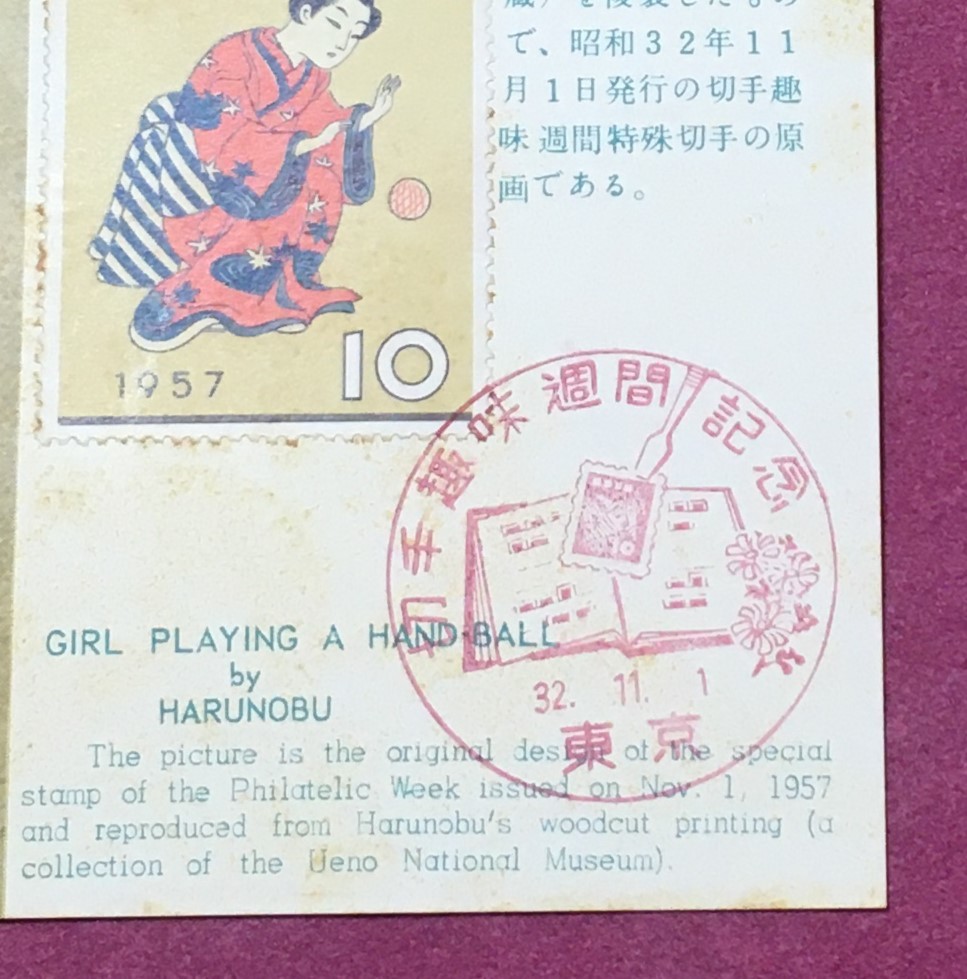 で、昭和32年11
月1日発行の切手趣
味週間特殊切手の原
画である。
1957
10
切手趣味週間記念
32. 11. 1
東京
GIRL PLAYING A HAND-BALL
by
HARUNOBU
The picture is the original design of the special
stamp of the Philatelic Week issued on Nov. 1, 1957
and reproduced from Harunobu's woodcut printing (a
collection of the Ueno National Museum).